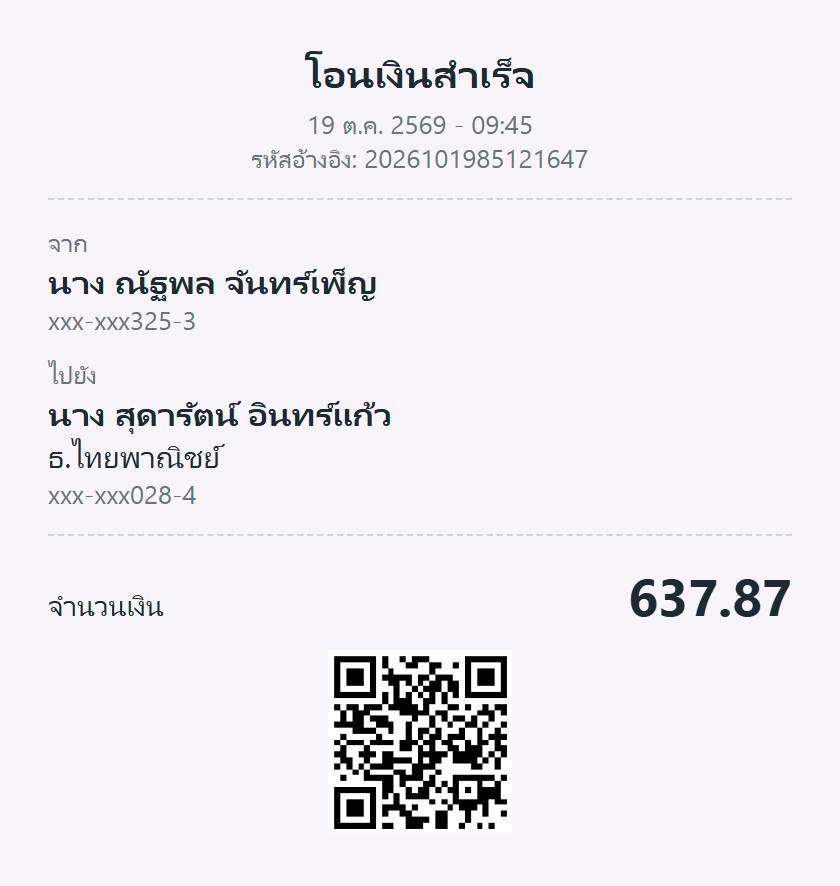 โอนเงินสำเร็จ
19 ต.ค. 2569 - 09:45
รหัสอ้างอิง: 2026101985121647
จาก
นาง ณัฐพล จันทร์เพ็ญ
xxx-xxx325-3
ไปยัง
นาง สุดารัตน์ อินทร์แก้ว
ธ.ไทยพาณิชย์
xxx-xxx028-4
จำนวนเงิน
637.87